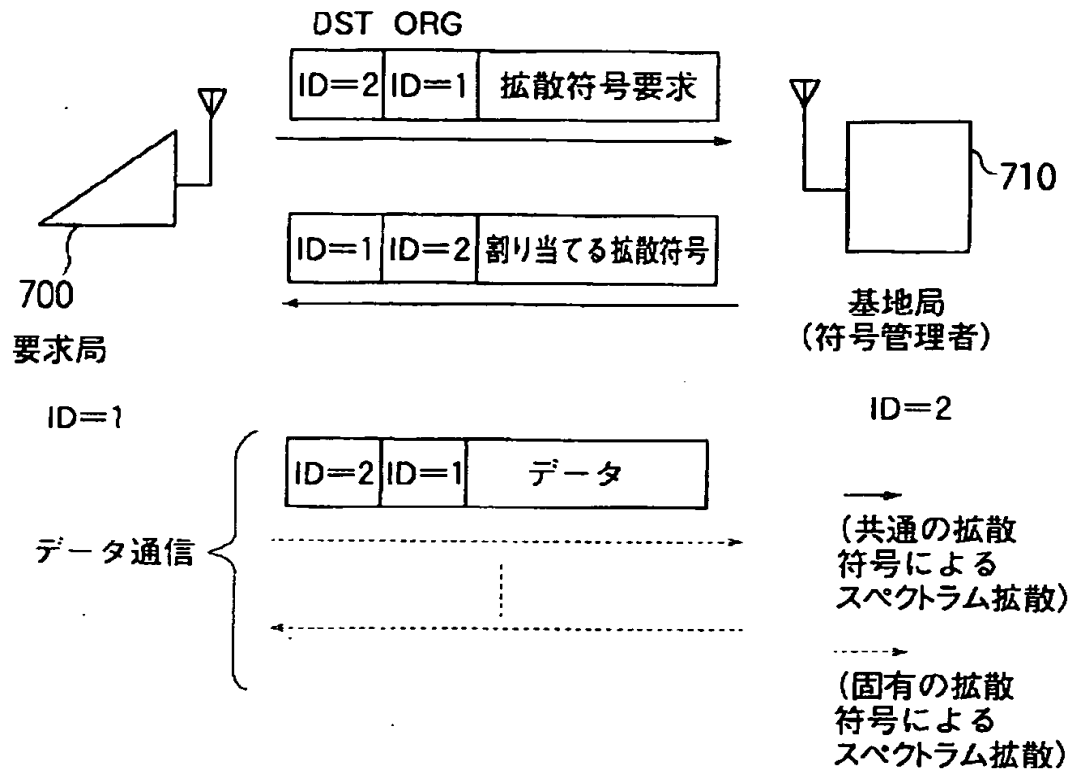 DST ORG
ID=2 ID=1 拡散符号要求
710
ID=1 ID=2 割り当てる拡散符号
700
要求局
基地局
(符号管理者)
ID=1
ID=2
ID=2 ID=1 データ
データ通信
(共通の拡散
符号による
スペクトラム拡散)
(固有の拡散
符号による
スペクトラム拡散)